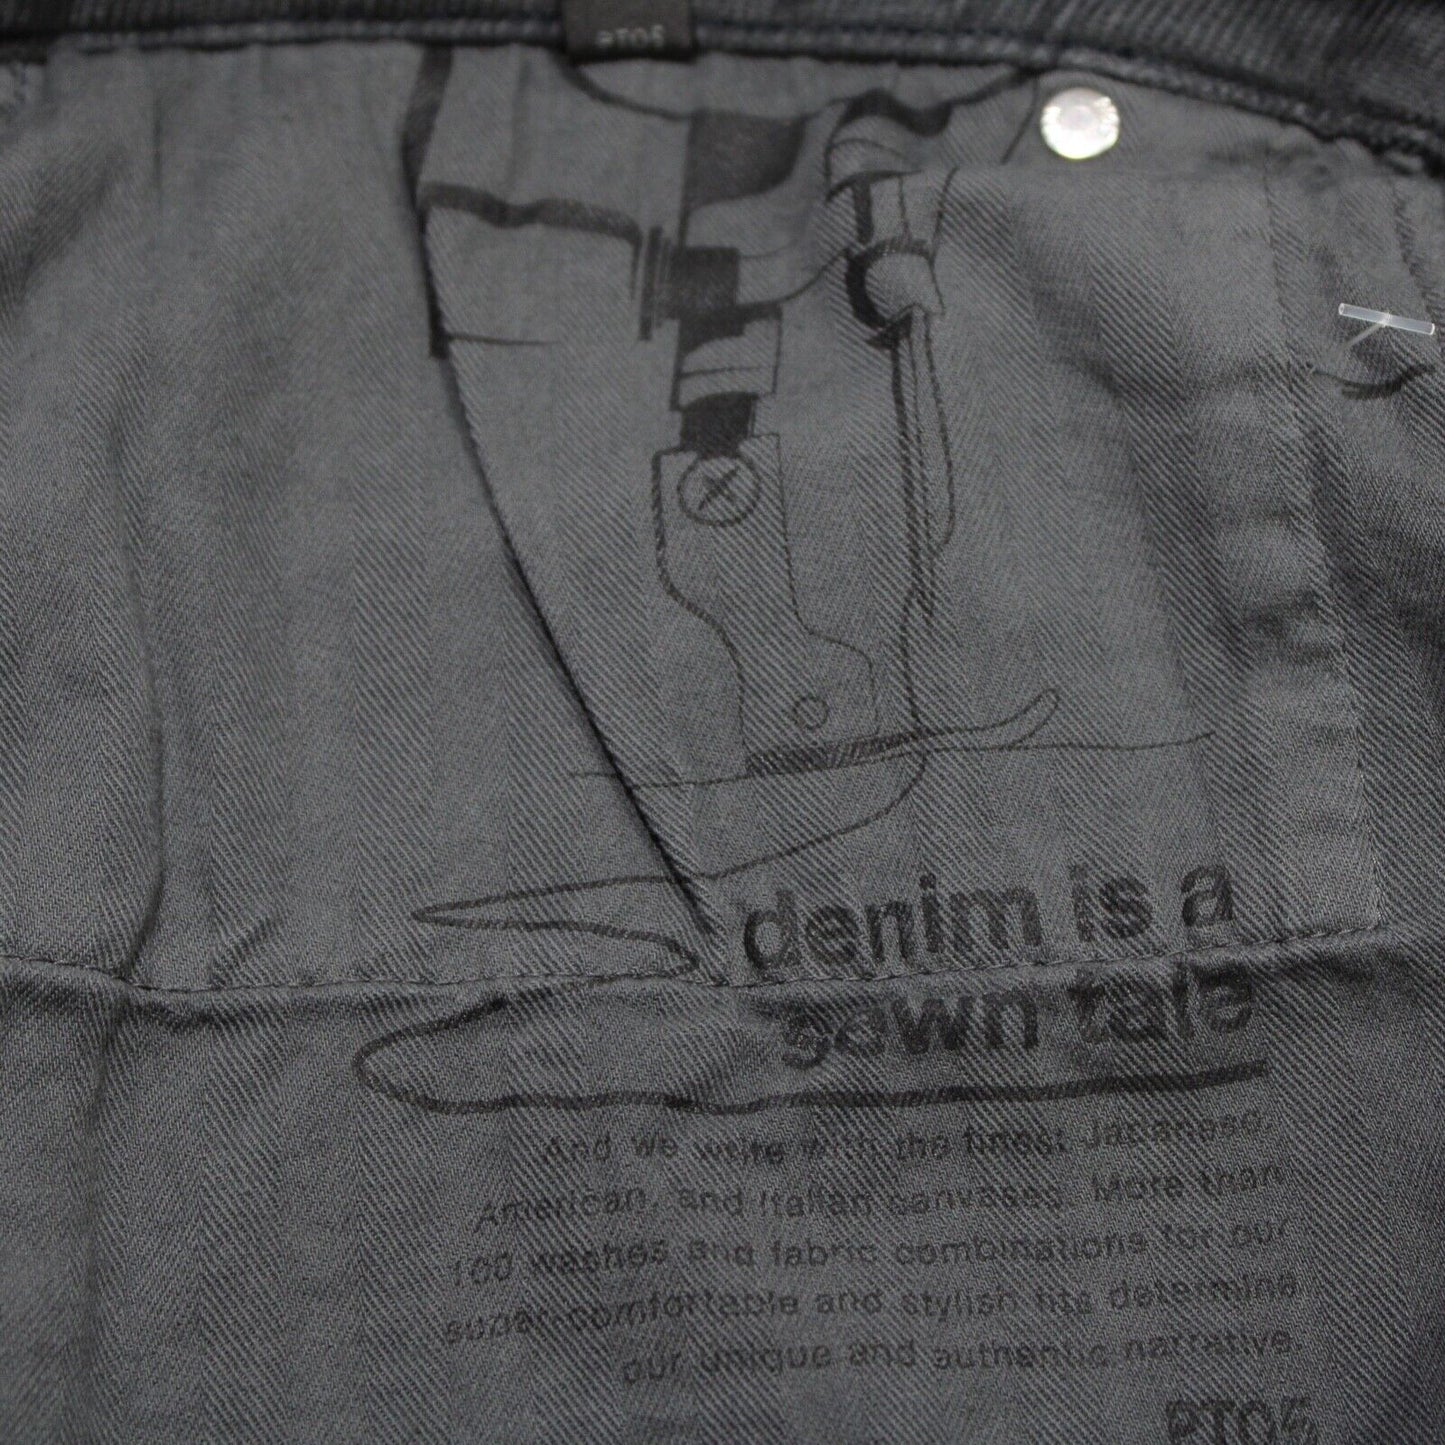 PT05
denim is a
sewn tale
And we write with the finest Japanese,
American, and Italian canvases. More than
100 washes and fabric combinations for our
super-comfortable and stylish fits determine
our unique and authentic narrative.
PT05